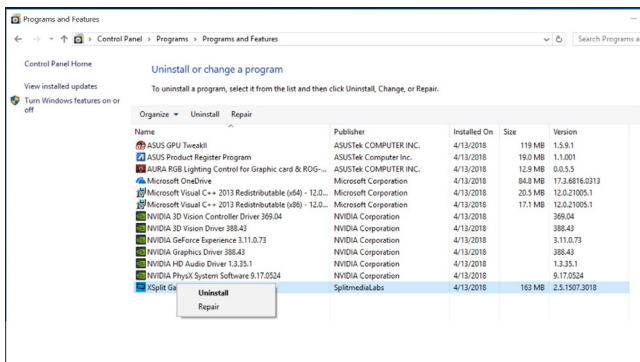 Programs and Features
Control Panel > Programs > Programs and Features
Search Programs a
Control Panel Home
View installed updates
Turn Windows features on or
off
Uninstall or change a program
To uninstall a program, select it from the list and then click Uninstall, Change, or Repair.
Organize Uninstall Repair
Name Publisher Installed On Size Version
ASUS GPU TweakII ASUSTek COMPUTER INC. 4/13/2018 119 MB 1.5.9.1
ASUS Product Register Program ASUSTek Computer Inc. 4/13/2018 19.0 MB 1.1.001
AURA RGB Lighting Control for Graphic card & ROG-... ASUSTek COMPUTER INC. 4/13/2018 12.9 MB 0.0.5.5
Microsoft OneDrive Microsoft Corporation 4/13/2018 84.8 MB 17.3.6816.0313
Microsoft Visual C++ 2013 Redistributable (x64) - 12.0... Microsoft Corporation 4/13/2018 20.5 MB 12.0.21005.1
Microsoft Visual C++ 2013 Redistributable (x86) - 12.0... Microsoft Corporation 4/13/2018 17.1 MB 12.0.21005.1
NVIDIA 3D Vision Controller Driver 369.04 NVIDIA Corporation 4/13/2018 369.04
NVIDIA 3D Vision Driver 388.43 NVIDIA Corporation 4/13/2018 388.43
NVIDIA GeForce Experience 3.11.0.73 NVIDIA Corporation 4/13/2018 3.11.0.73
NVIDIA Graphics Driver 388.43 NVIDIA Corporation 4/13/2018 388.43
NVIDIA HD Audio Driver 1.3.35.1 NVIDIA Corporation 4/13/2018 1.3.35.1
NVIDIA PhysX System Software 9.17.0524 NVIDIA Corporation 4/13/2018 9.17.0524
XSplit Ga SplitmediaLabs 4/13/2018 163 MB 2.5.1507.3018
Uninstall
Repair